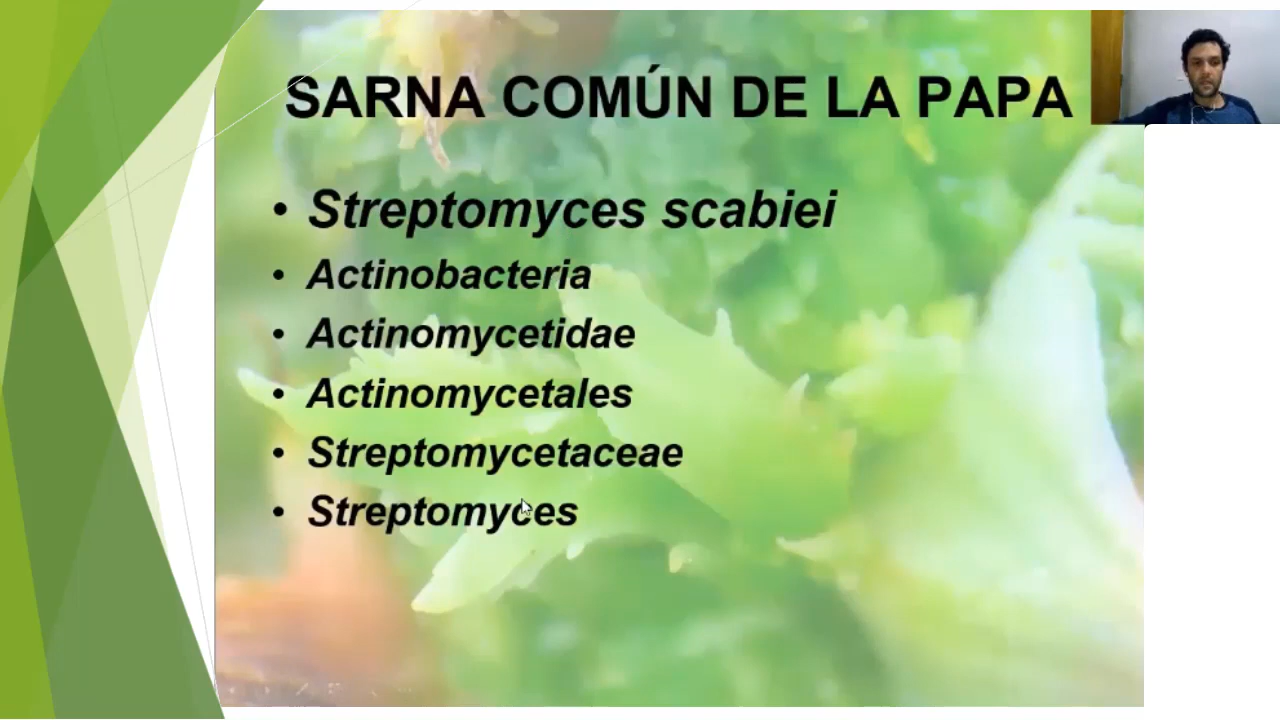 SARNA COMÚN DE LA PAPA
• Streptomyces scabiei
• Actinobacteria
• Actinomycetidae
• Actinomycetales
• Streptomycetaceae
• Streptomyces